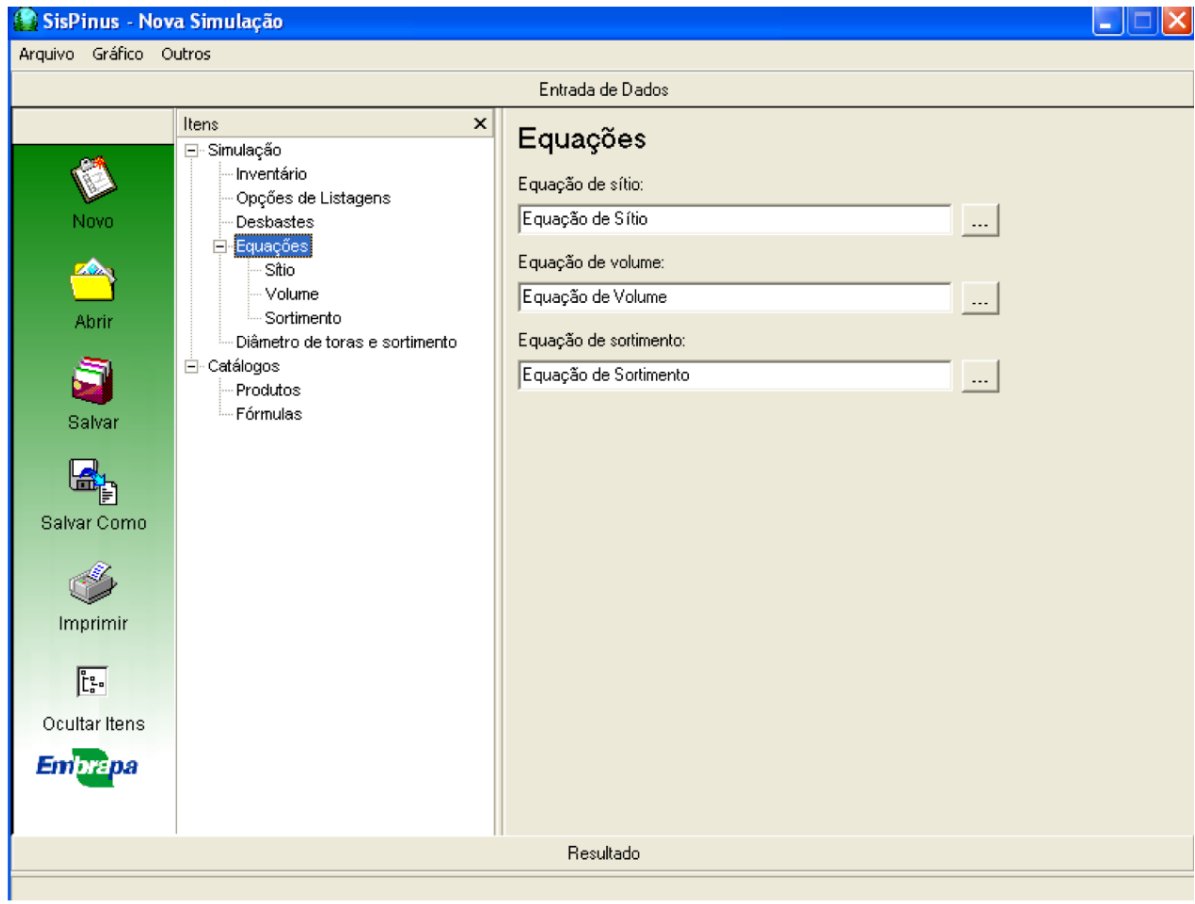 SisPinus - Nova Simulação
Arquivo Gráfico Outros
Entrada de Dados
Novo
Abrir
Salvar
Salvar Como
Imprimir
Ocultar Itens
Embrapa
Itens
Simulação
Inventário
Opções de Listagens
Desbastes
Equações
Sítio
Volume
Sortimento
Diâmetro de toras e sortimento
Catálogos
Produtos
Fórmulas
Equações
Equação de sítio:
Equação de Sítio ...
Equação de volume:
Equação de Volume ...
Equação de sortimento:
Equação de Sortimento ...
Resultado